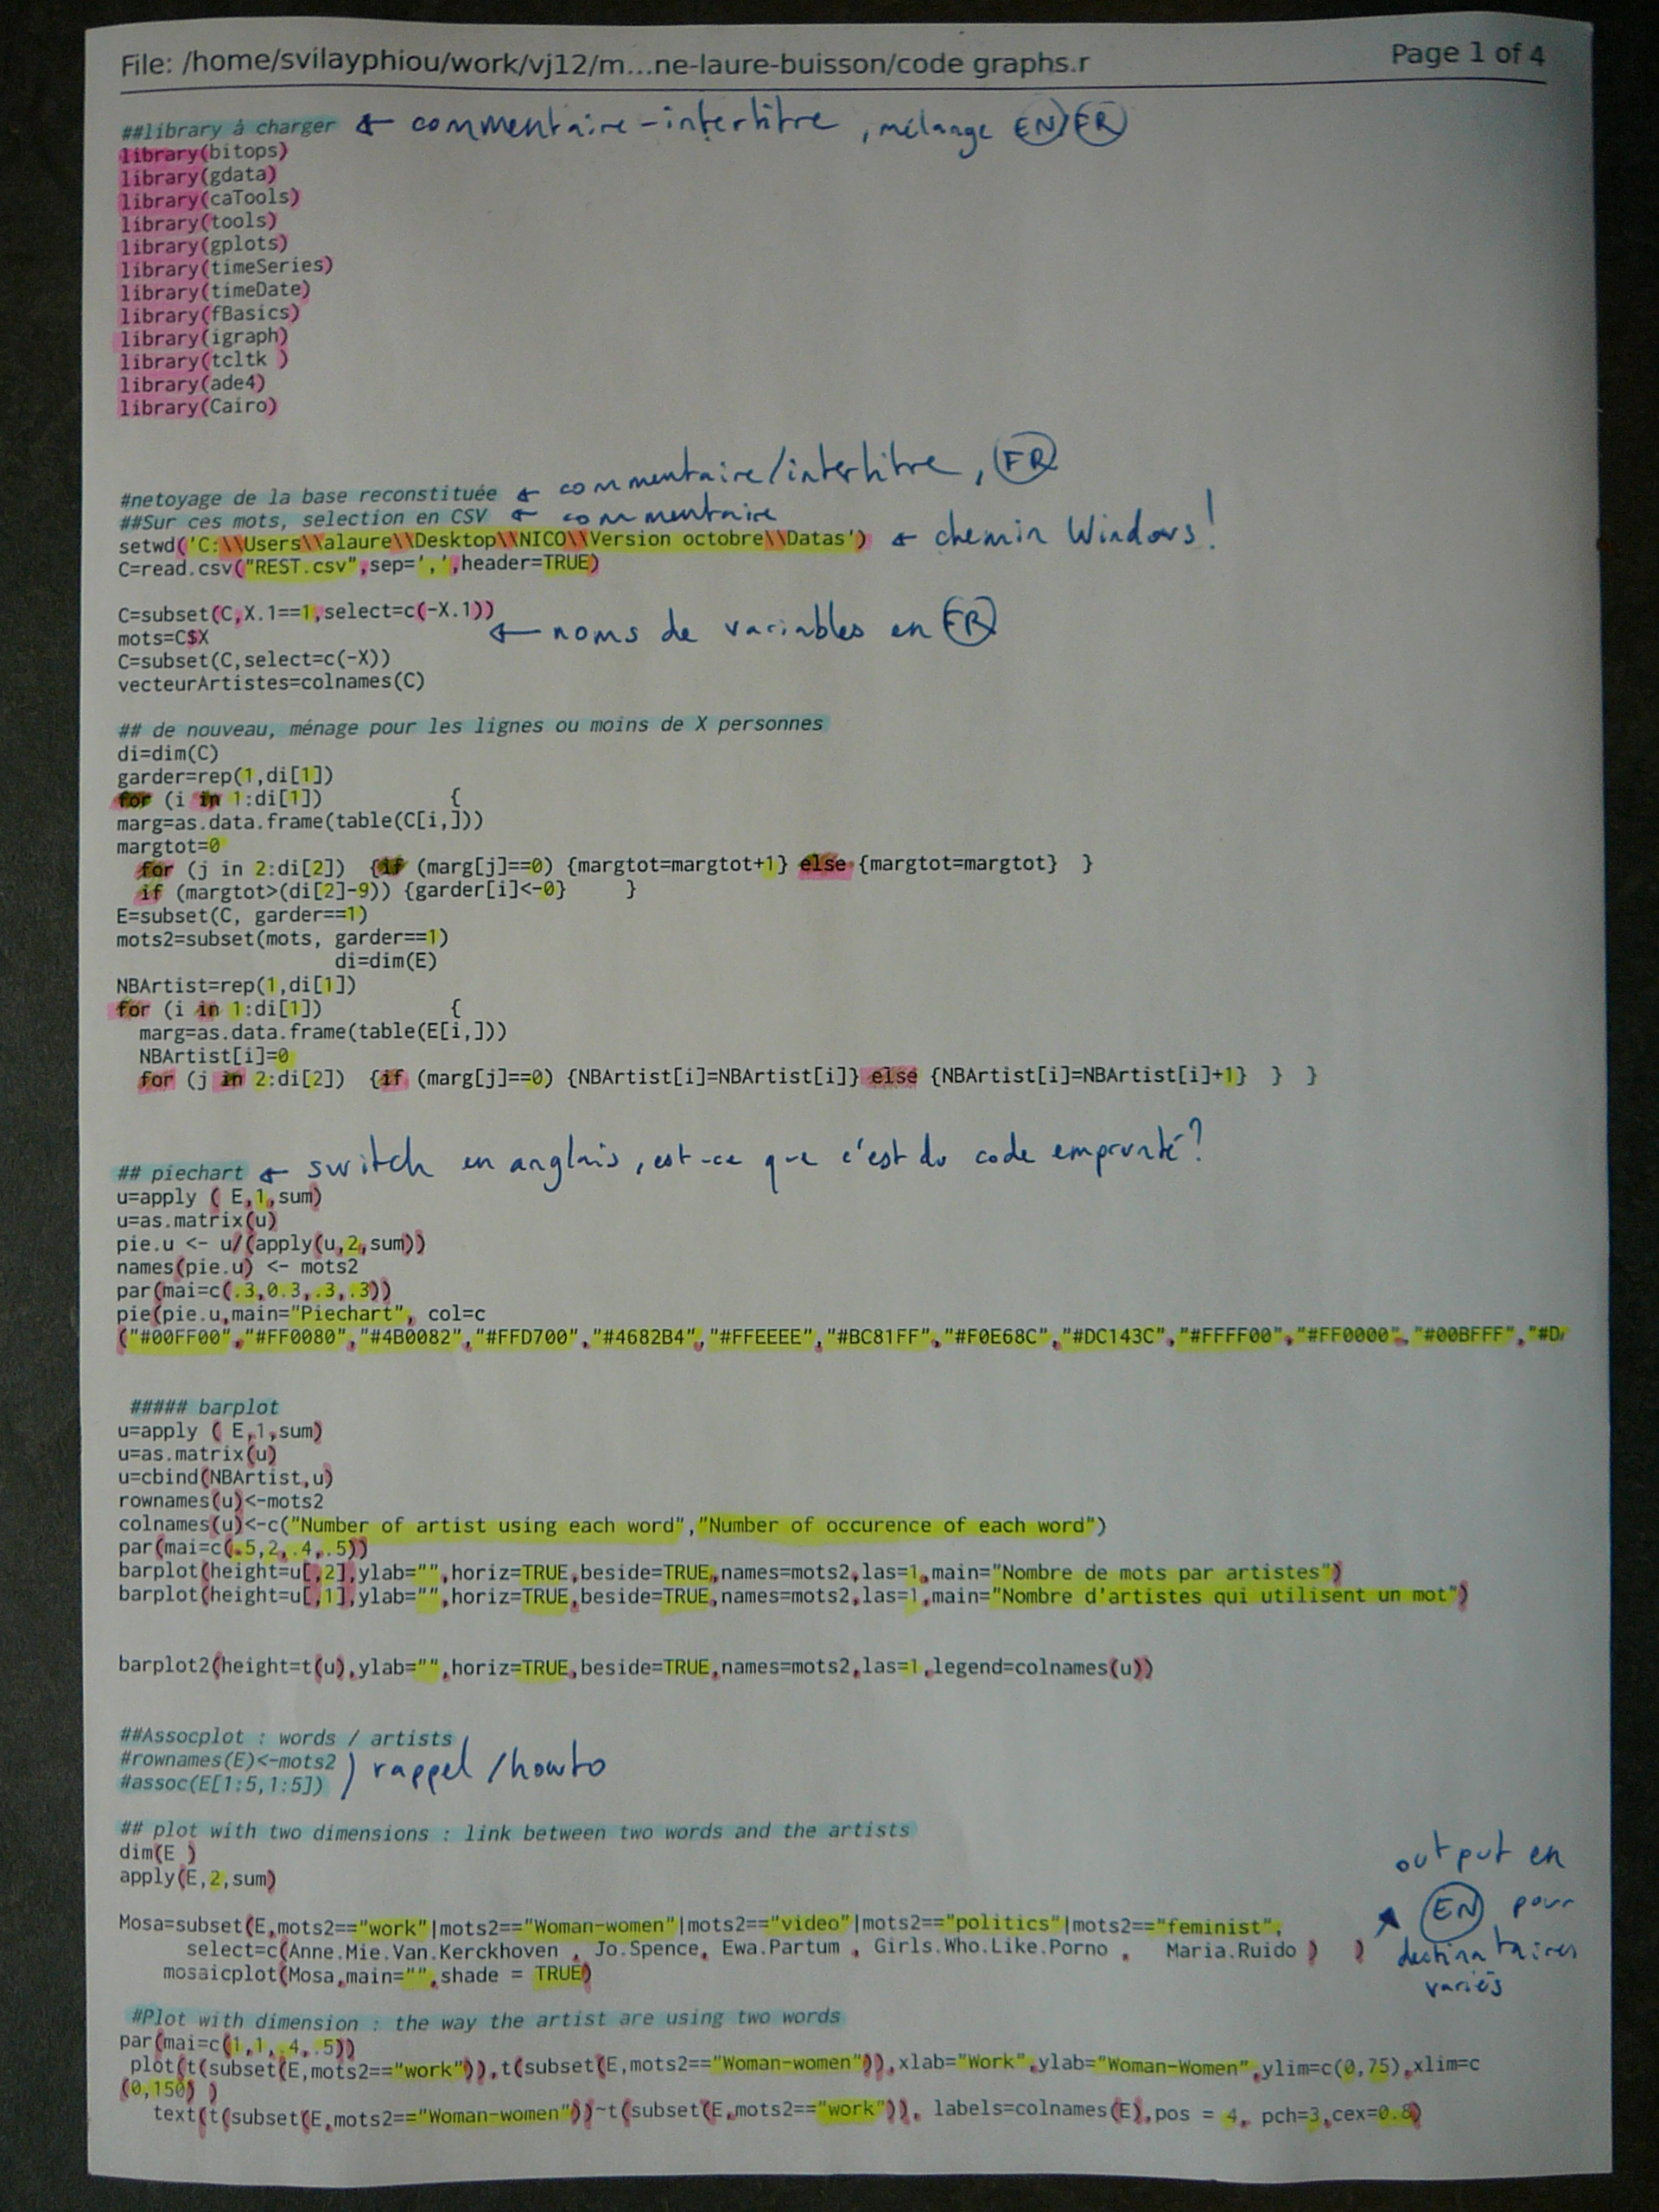 File: /home/svilayphiou/work/vj12/m...ne-laure-buisson/code graphs.r Page 1 of 4
##library à charger ← commentaire-intertitre, mélange EN/FR
library(bitops)
library(gdata)
library(caTools)
library(tools)
library(gplots)
library(timeSeries)
library(timeDate)
library(fBasics)
library(igraph)
library(tcltk )
library(ade4)
library(Cairo)
#netoyage de la base reconstituée ← commentaire/intertitre, FR
##Sur ces mots, selection en CSV ← commentaire
setwd('C:\\Users\\alaure\\Desktop\\NICO\\Version octobre\\Datas') ← chemin Windows!
C=read.csv("REST.csv",sep=',',header=TRUE)
C=subset(C,X.1==1,select=c(-X.1))
mots=C$X ← noms de variables en FR
C=subset(C,select=c(-X))
vecteurArtistes=colnames(C)
## de nouveau, ménage pour les lignes ou moins de X personnes
di=dim(C)
garder=rep(1,di[1])
for (i in 1:di[1]) {
marg=as.data.frame(table(C[i,]))
margtot=0
for (j in 2:di[2]) {if (marg[j]==0) {margtot=margtot+1} else {margtot=margtot} }
if (margtot>(di[2]-9)) {garder[i]<-0} }
E=subset(C, garder==1)
mots2=subset(mots, garder==1)
di=dim(E)
NBArtist=rep(1,di[1])
for (i in 1:di[1]) {
marg=as.data.frame(table(E[i,]))
NBArtist[i]=0
for (j in 2:di[2]) {if (marg[j]==0) {NBArtist[i]=NBArtist[i]} else {NBArtist[i]=NBArtist[i]+1} } }
## piechart ← switch en anglais, est-ce que c'est du code emprunté?
u=apply ( E,1,sum)
u=as.matrix(u)
pie.u <- u/(apply(u,2,sum))
names(pie.u) <- mots2
par(mai=c(.3,0.3,.3,.3))
pie(pie.u,main="Piechart", col=c
("#00FF00","#FF0080","#4B0082","#FFD700","#4682B4","#FFEEEE","#BC81FF","#F0E68C","#DC143C","#FFFF00","#FF0000","#00BFFF","#D
##### barplot
u=apply ( E,1,sum)
u=as.matrix(u)
u=cbind(NBArtist,u)
rownames(u)<-mots2
colnames(u)<-c("Number of artist using each word","Number of occurence of each word")
par(mai=c(.5,2,.4,.5))
barplot(height=u[,2],ylab="",horiz=TRUE,beside=TRUE,names=mots2,las=1,main="Nombre de mots par artistes")
barplot(height=u[,1],ylab="",horiz=TRUE,beside=TRUE,names=mots2,las=1,main="Nombre d'artistes qui utilisent un mot")
barplot2(height=t(u),ylab="",horiz=TRUE,beside=TRUE,names=mots2,las=1,legend=colnames(u))
##Assocplot : words / artists
#rownames(E)<-mots2
#assoc(E[1:5,1:5]) ) rappel/howto
## plot with two dimensions : link between two words and the artists
dim(E )
apply(E,2,sum)
Mosa=subset(E,mots2=="work"|mots2=="Woman-women"|mots2=="video"|mots2=="politics"|mots2=="feminist",
select=c(Anne.Mie.Van.Kerckhoven , Jo.Spence, Ewa.Partum , Girls.Who.Like.Porno , Maria.Ruido ) )
mosaicplot(Mosa,main="",shade = TRUE)
output en
EN pour
destinataires
variés
#Plot with dimension : the way the artist are using two words
par(mai=c(1,1,.4,.5))
plot(t(subset(E,mots2=="work")),t(subset(E,mots2=="Woman-women")),xlab="Work",ylab="Woman-Women",ylim=c(0,75),xlim=c
(0,150) )
text(t(subset(E,mots2=="Woman-women"))~t(subset(E,mots2=="work")), labels=colnames(E),pos = 4, pch=3,cex=0.8)